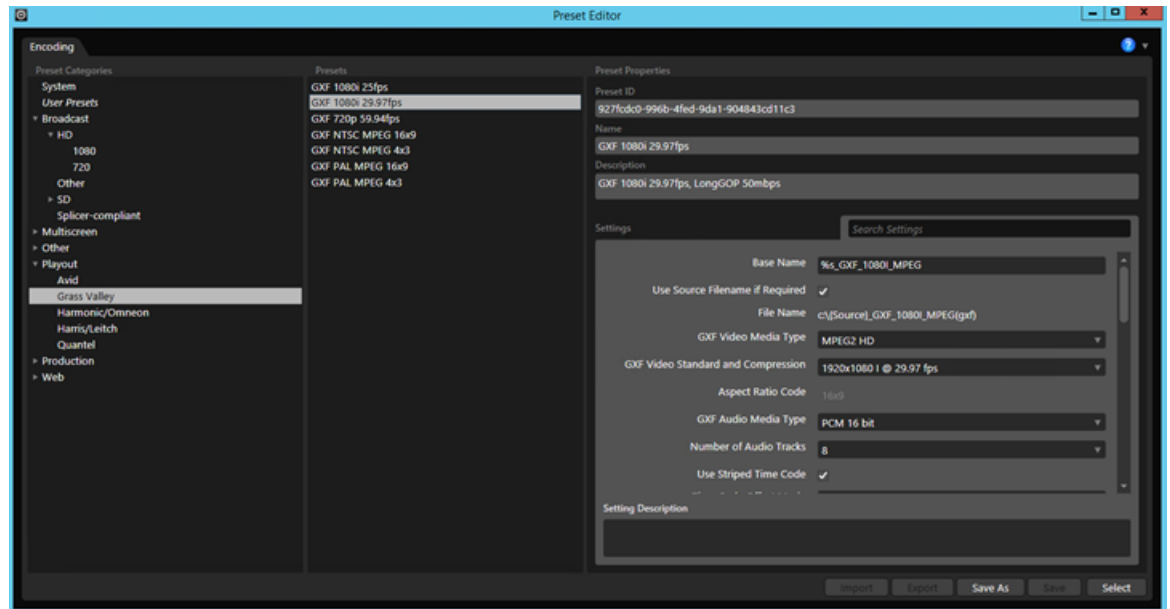 Preset Editor
Encoding
Preset Categories
System
User Presets
Broadcast
HD
1080
720
Other
SD
Splicer-compliant
Multiscreen
Other
Playout
Avid
Grass Valley
Harmonic/Omneon
Harris/Leitch
Quantel
Production
Web
Presets
GXF 1080i 25fps
GXF 1080i 29.97fps
GXF 720p 59.94fps
GXF NTSC MPEG 16x9
GXF NTSC MPEG 4x3
GXF PAL MPEG 16x9
GXF PAL MPEG 4x3
Preset Properties
Preset ID
927fcdc0-996b-4fed-9da1-904843cd11c3
Name
GXF 1080i 29.97fps
Description
GXF 1080i 29.97fps, LongGOP 50mbps
Settings
Search Settings
Base Name %s_GXF_1080I_MPEG
Use Source Filename if Required
File Name c:\{Source}_GXF_1080I_MPEG(gxf)
GXF Video Media Type MPEG2 HD
GXF Video Standard and Compression 1920x1080 I @ 29.97 fps
Aspect Ratio Code 16x9
GXF Audio Media Type PCM 16 bit
Number of Audio Tracks 8
Use Striped Time Code
Setting Description
Import Export Save As Save Select